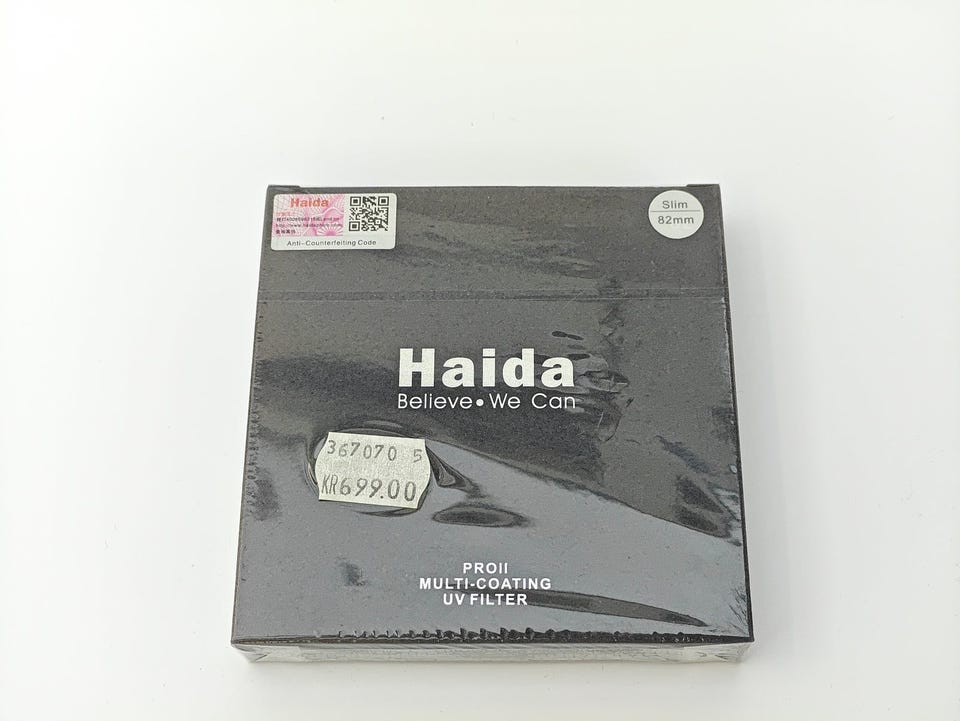 Haida
Anti-Counterfeiting Code
Slim
82mm
Haida
Believe • We Can
367070 5
KR699.00
PROII
MULTI-COATING
UV FILTER